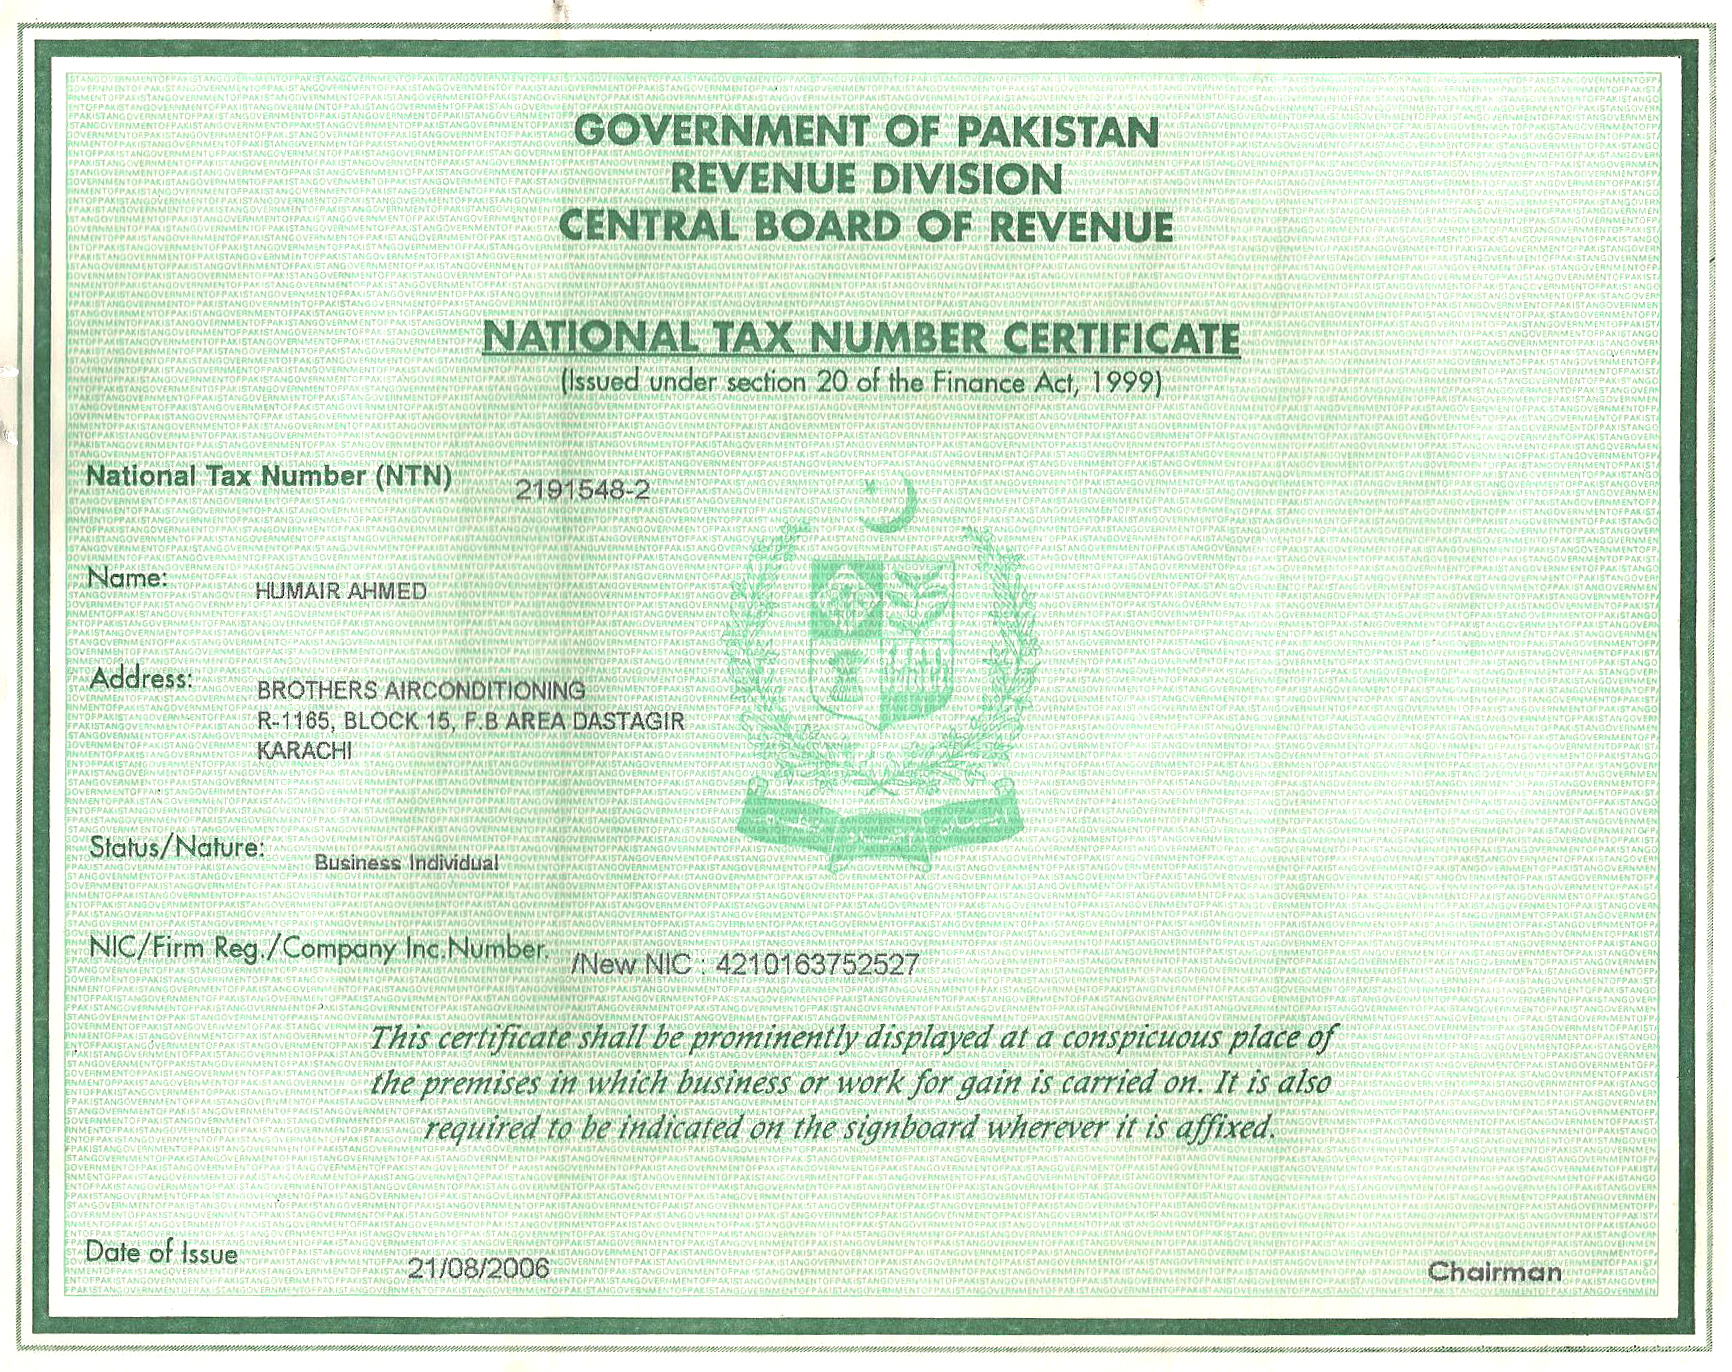 GOVERNMENT OF PAKISTAN
REVENUE DIVISION
CENTRAL BOARD OF REVENUE
NATIONAL TAX NUMBER CERTIFICATE
(Issued under section 20 of the Finance Act, 1999)
National Tax Number (NTN) 2191548-2
Name: HUMAIR AHMED
Address: BROTHERS AIRCONDITIONING
R-1165, BLOCK 15, F.B AREA DASTAGIR
KARACHI
Status/Nature: Business Individual
NIC/Firm Reg./Company Inc.Number. /New NIC : 4210163752527
This certificate shall be prominently displayed at a conspicuous place of
the premises in which business or work for gain is carried on. It is also
required to be indicated on the signboard wherever it is affixed.
Date of Issue 21/08/2006
Chairman